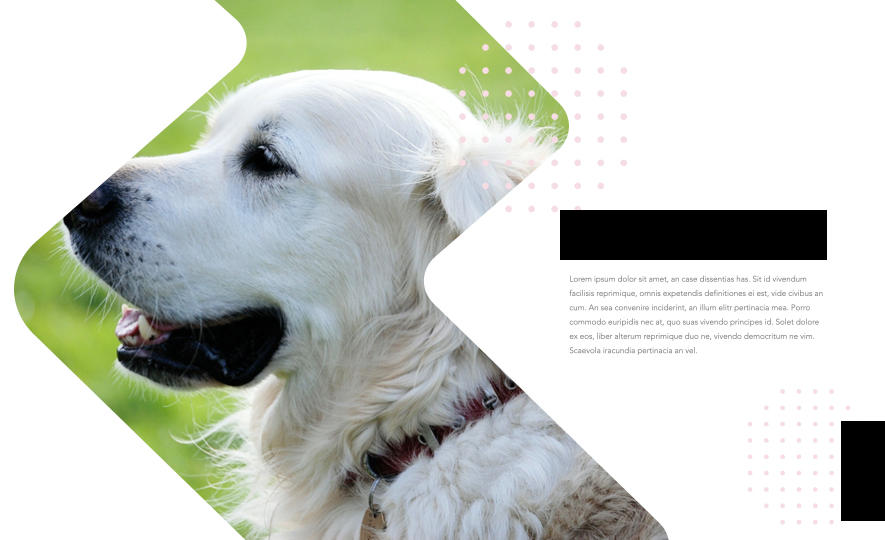 Lorem ipsum dolor sit amet, an case dissentias has. Sit id vivendum
facilisis reprimique, omnis expetendis definitiones ei est, vide civibus an
cum. An sea convenire inciderint, an illum elitr pertinacia mea. Porro
commodo euripidis nec at, quo suas vivendo principes id. Solet dolore
ex eos, liber alterum reprimique duo ne, vivendo democritum ne vim.
Scaevola iracundia pertinacia an vel.